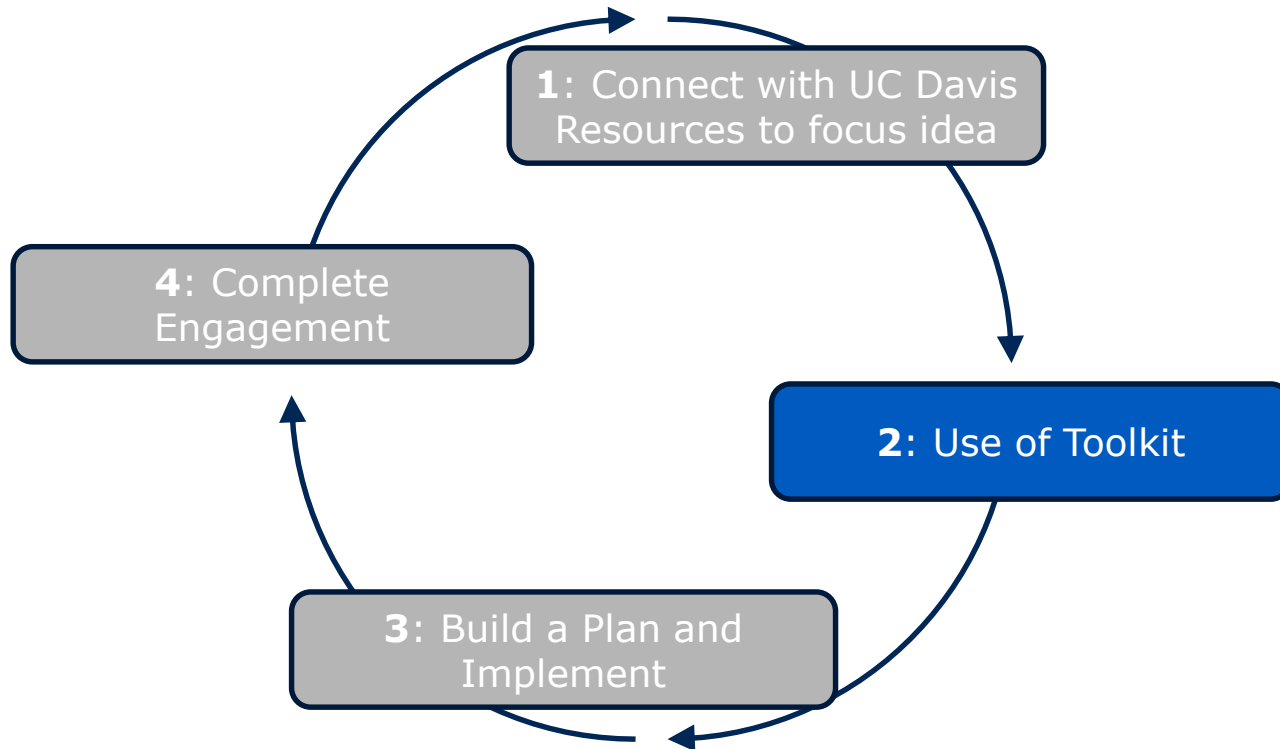 1: Connect with UC Davis
Resources to focus idea
2: Use of Toolkit
3: Build a Plan and
Implement
4: Complete
Engagement